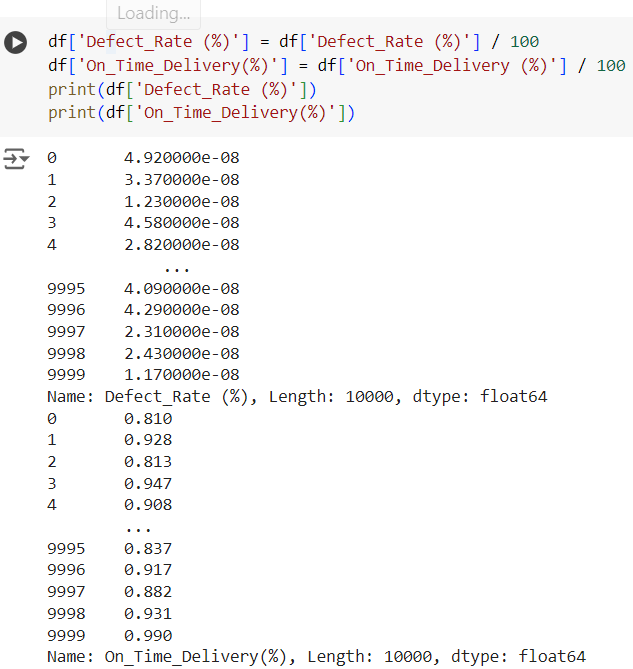 Loading...
df['Defect_Rate (%)'] = df['Defect_Rate (%)'] / 100
df['On_Time_Delivery(%)'] = df['On_Time_Delivery (%)'] / 100
print(df['Defect_Rate (%)'])
print(df['On_Time_Delivery(%)'])
0 4.920000e-08
1 3.370000e-08
2 1.230000e-08
3 4.580000e-08
4 2.820000e-08
...
9995 4.090000e-08
9996 4.290000e-08
9997 2.310000e-08
9998 2.430000e-08
9999 1.170000e-08
Name: Defect_Rate (%), Length: 10000, dtype: float64
0 0.810
1 0.928
2 0.813
3 0.947
4 0.908
...
9995 0.837
9996 0.917
9997 0.882
9998 0.931
9999 0.990
Name: On_Time_Delivery(%), Length: 10000, dtype: float64